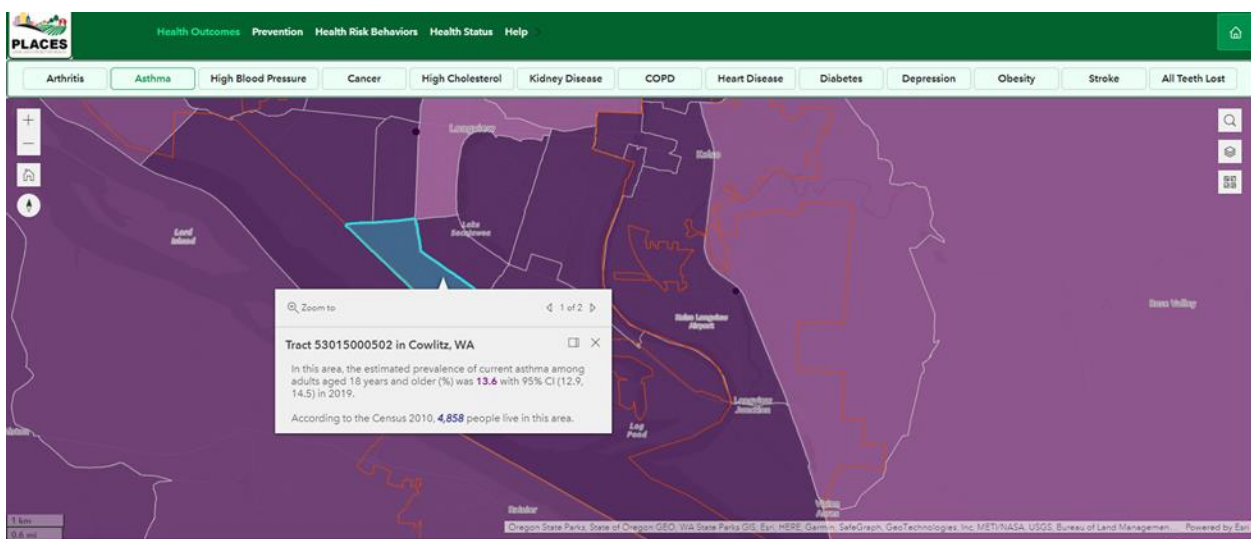 PLACES
Health Outcomes Prevention Health Risk Behaviors Health Status Help
Arthritis Asthma High Blood Pressure Cancer High Cholesterol Kidney Disease COPD Heart Disease Diabetes Depression Obesity Stroke All Teeth Lost
Longview
Kelso
Lord
Island
Lake
Sacajawea
Rose Valley
Zoom to
1 of 2
Kelso Longview
Airport
Tract 53015000502 in Cowlitz, WA
In this area, the estimated prevalence of current asthma among
adults aged 18 years and older (%) was 13.6 with 95% CI (12.9,
14.5) in 2019.
According to the Census 2010, 4,858 people live in this area.
Longview
Junction
Log
Pond
Rainier
1 km
0.6 mi
Oregon State Parks, State of Oregon GEO, WA State Parks GIS, Esri, HERE, Garmin, SafeGraph, GeoTechnologies, Inc, METI/NASA, USGS, Bureau of Land Managemen... Powered by Esri